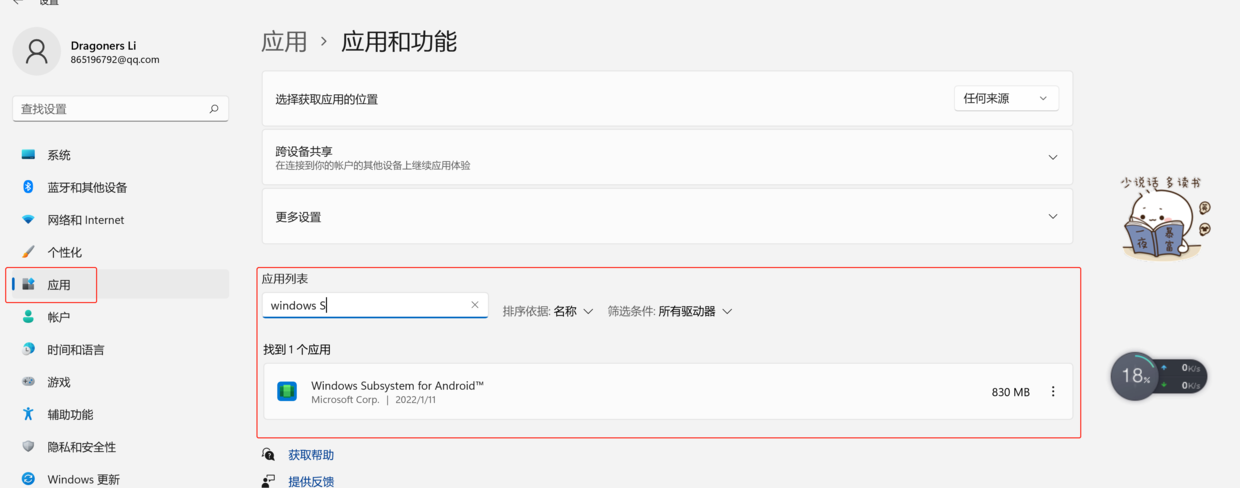 设置
Dragoners Li
865196792@qq.com
查找设置
系统
蓝牙和其他设备
网络和 Internet
个性化
应用
帐户
时间和语言
游戏
辅助功能
隐私和安全性
Windows 更新
应用 › 应用和功能
选择获取应用的位置
任何来源
跨设备共享
在连接到你的帐户的其他设备上继续应用体验
更多设置
应用列表
windows S
排序依据: 名称
筛选条件: 所有驱动器
找到 1 个应用
Windows Subsystem for Android™
Microsoft Corp. | 2022/1/11
830 MB
获取帮助
提供反馈
少说话 多读书
一夜
暴富
18%
0K/s
0K/s